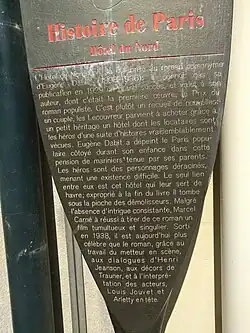 Histoire de Paris
Hôtel du Nord
L'Hôtel du Nord du roman éponyme
d'Eugène
publication en succès, et
auteur, dont c'était la première œuvre, le Prix du
roman populiste. C'est plutôt un recueil de
un couple, les Lecouvreur parvient à acheter grâce à
un petit héritage un hôtel dont les locataires sont
les héros d'une suite d'histoires vraisemblablement
vécues. Eugène Dabit a dépeint le Paris popu-
laire côtoyé durant son enfance dans cette
pension de mariniers tenue par ses parents.
Les héros sont des personnages déracinés,
menant une existence difficile. Le seul lien
entre eux est cet hôtel qui leur sert de
havre; exproprié à la fin du livre il tombe
sous la pioche des démolisseurs. Malgré
l'absence d'intrigue consistante, Marcel
Carné a réussi à tirer de ce roman un
film tumultueux et singulier. Sorti
en 1938, il est aujourd'hui plus
célèbre que le roman, grâce au
travail du metteur en scène,
aux dialogues d'Henri
Jeanson, aux décors de
Trauner, et à l'interpré-
tation des acteurs,
Louis Jouvet et
Arletty en tête.